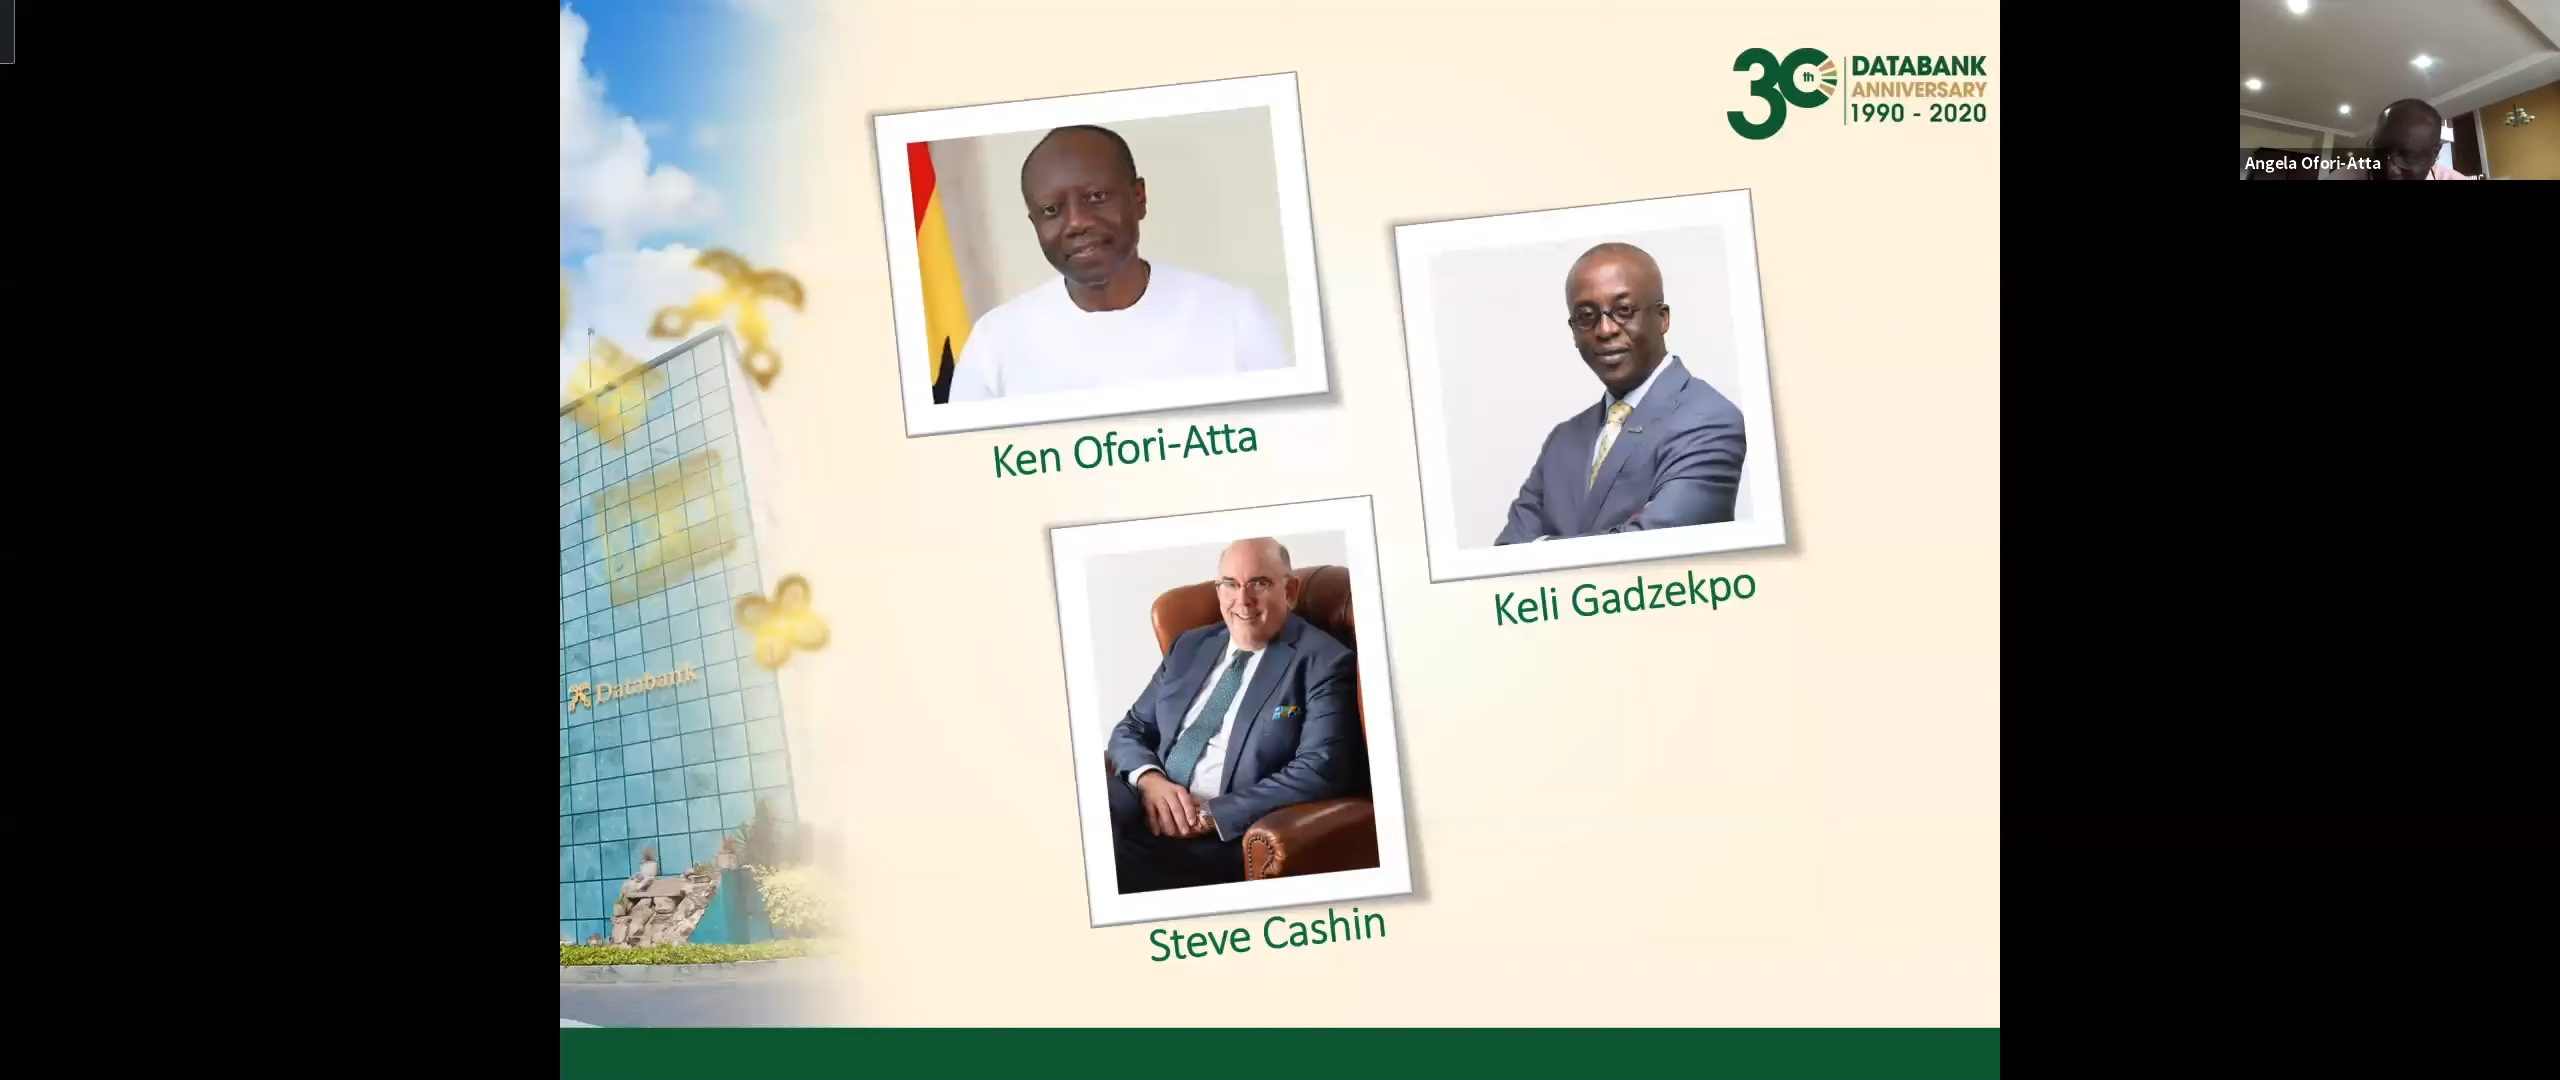 30th
DATABANK
ANNIVERSARY
1990 - 2020
Angela Ofori-Atta
Ken Ofori-Atta
Keli Gadzekpo
Databank
Steve Cashin